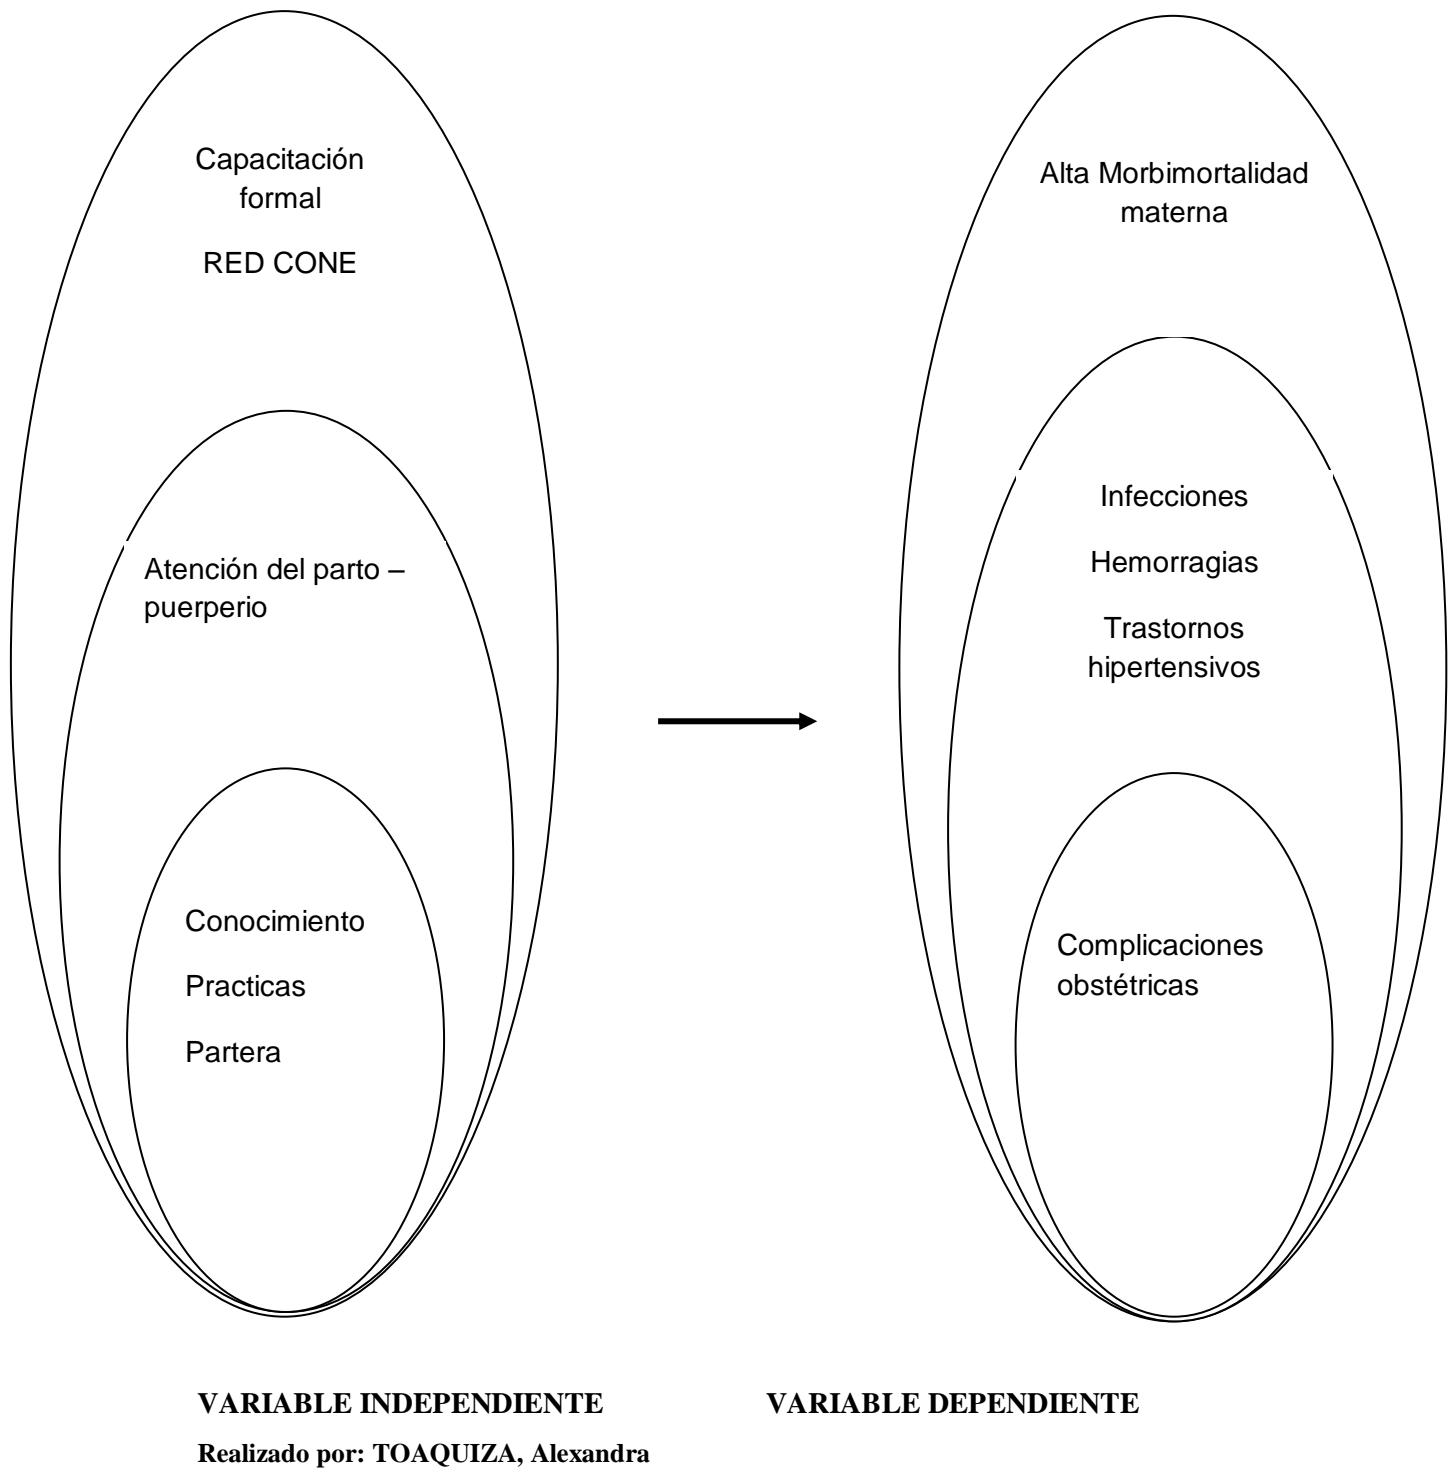 Capacitación
formal
RED CONE
Atención del parto –
puerperio
Conocimiento
Practicas
Partera
Alta Morbimortalidad
materna
Infecciones
Hemorragias
Trastornos
hipertensivos
Complicaciones
obstétricas
VARIABLE INDEPENDIENTE
VARIABLE DEPENDIENTE
Realizado por: TOAQUIZA, Alexandra